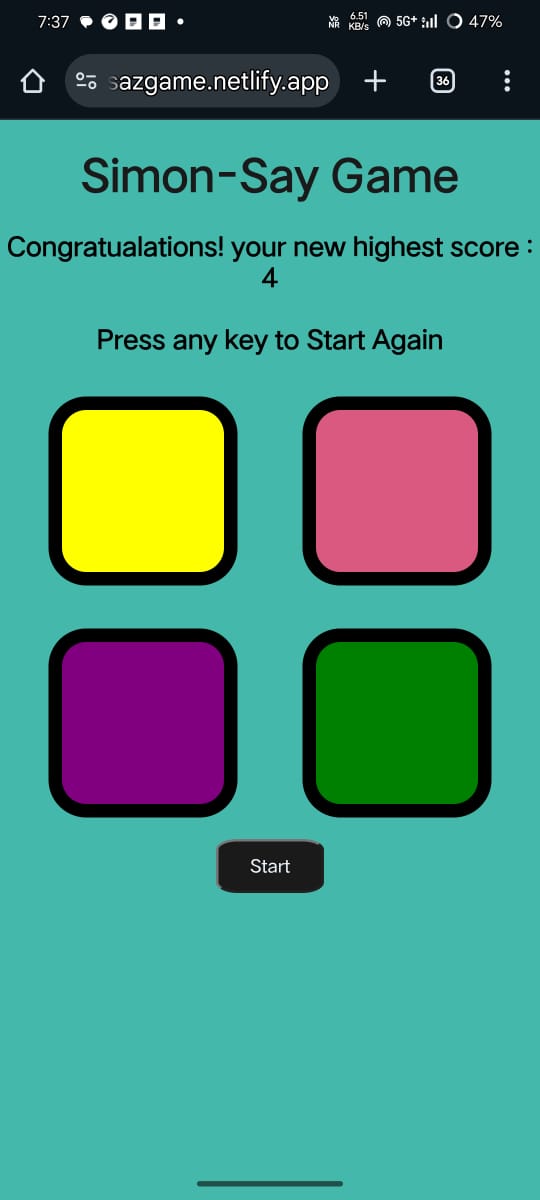 7:37
Vo
NR
6.51
KB/s
5G+
47%
sazgame.netlify.app
36
Simon-Say Game
Congratualations! your new highest score :
4
Press any key to Start Again
Start